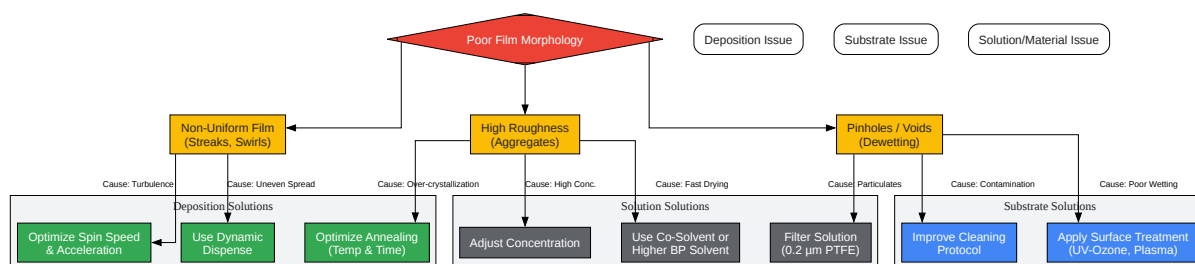 Poor Film Morphology
Deposition Issue
Substrate Issue
Solution/Material Issue
Non-Uniform Film
(Streaks, Swirls)
High Roughness
(Aggregates)
Pinholes / Voids
(Dewetting)
Cause: Turbulence
Cause: Uneven Spread
Cause: Over-crystallization
Cause: High Conc.
Cause: Fast Drying
Cause: Particulates
Cause: Contamination
Cause: Poor Wetting
Deposition Solutions
Solution Solutions
Substrate Solutions
Optimize Spin Speed
& Acceleration
Use Dynamic
Dispense
Optimize Annealing
(Temp & Time)
Adjust Concentration
Use Co-Solvent or
Higher BP Solvent
Filter Solution
(0.2 μm PTFE)
Improve Cleaning
Protocol
Apply Surface Treatment
(UV-Ozone, Plasma)